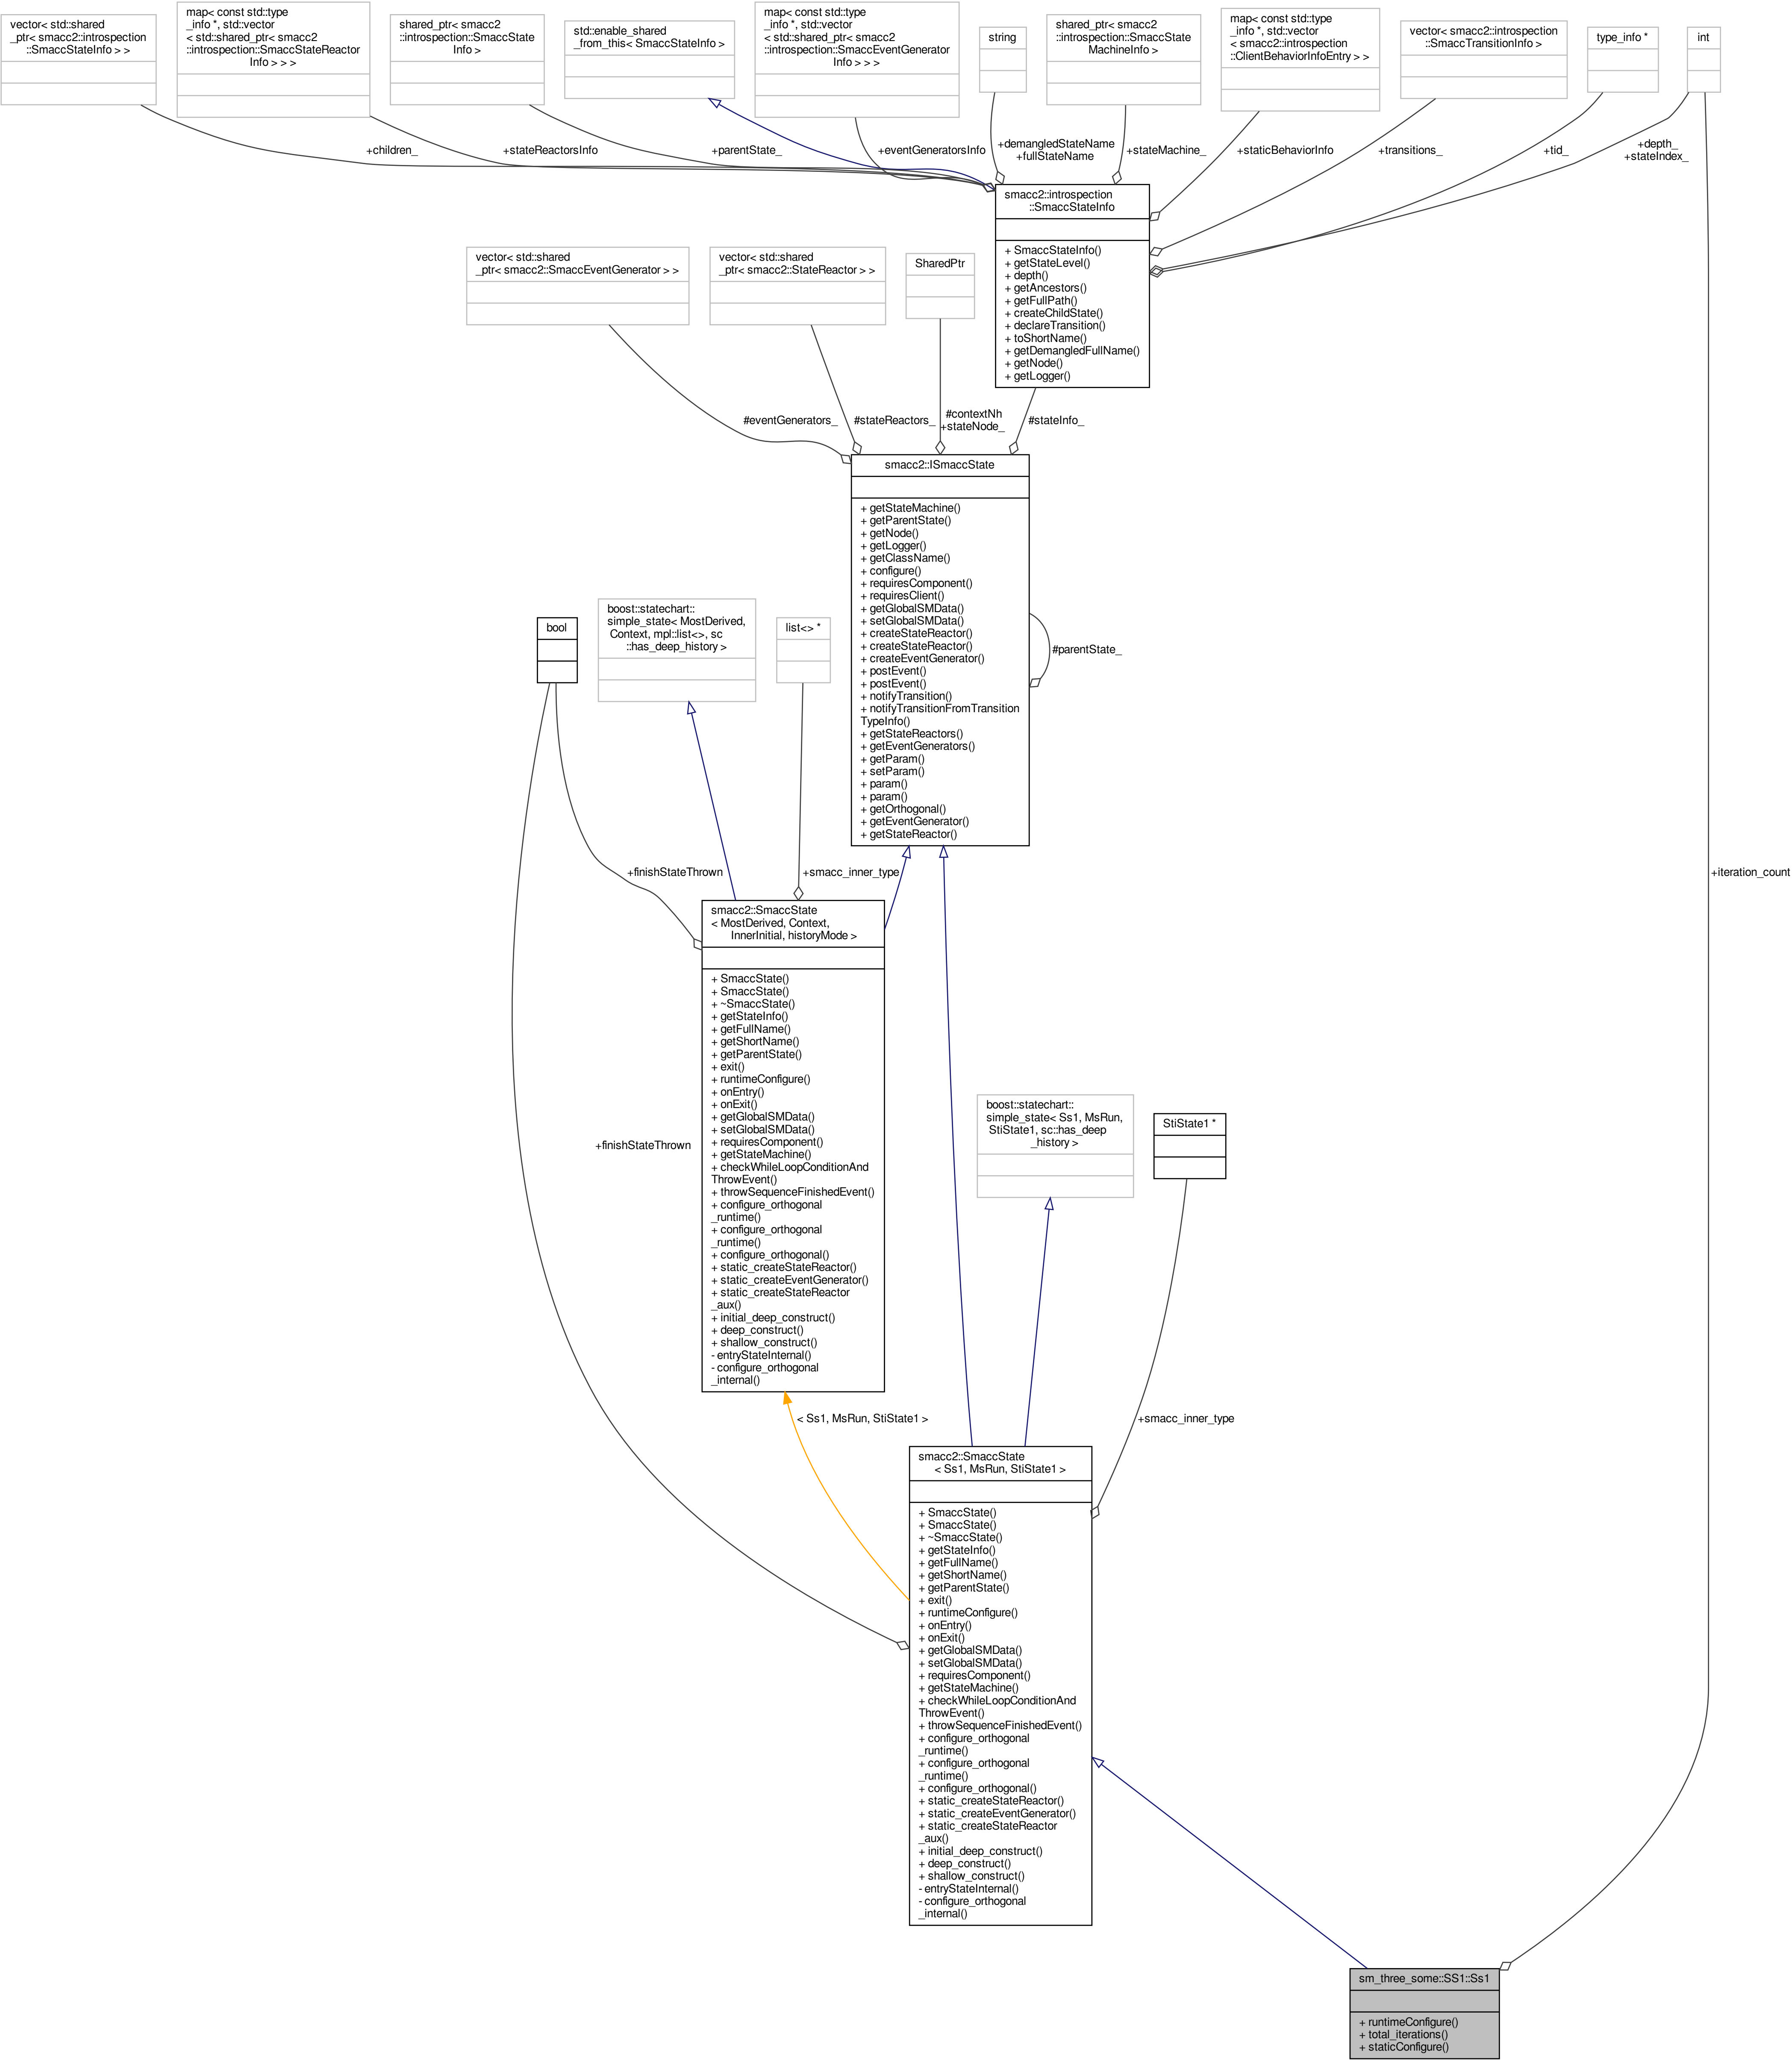 vector< std::shared
_ptr< smacc2::introspection
::SmaccStateInfo > >
map< const std::type
_info *, std::vector
< std::shared_ptr< smacc2
::introspection::SmaccStateReactor
Info > > >
shared_ptr< smacc2
::introspection::SmaccState
Info >
std::enable_shared
_from_this< SmaccStateInfo >
map< const std::type
_info *, std::vector
< std::shared_ptr< smacc2
::introspection::SmaccEventGenerator
Info > > >
string
shared_ptr< smacc2
::introspection::SmaccState
MachineInfo >
map< const std::type
_info *, std::vector
< smacc2::introspection
::ClientBehaviorInfoEntry > >
vector< smacc2::introspection
::SmaccTransitionInfo >
type_info *
int
+children_
+stateReactorsInfo
+parentState_
+eventGeneratorsInfo
+demangledStateName
+fullStateName
+stateMachine_
+staticBehaviorInfo
+transitions_
+tid_
+depth_
+stateIndex_
smacc2::introspection
::SmaccStateInfo
+ SmaccStateInfo()
+ getStateLevel()
+ depth()
+ getAncestors()
+ getFullPath()
+ createChildState()
+ declareTransition()
+ toShortName()
+ getDemangledFullName()
+ getNode()
+ getLogger()
vector< std::shared
_ptr< smacc2::SmaccEventGenerator > >
vector< std::shared
_ptr< smacc2::StateReactor > >
SharedPtr
#eventGenerators_
#stateReactors_
#contextNh
+stateNode_
#stateInfo_
smacc2::ISmaccState
+ getStateMachine()
+ getParentState()
+ getNode()
+ getLogger()
+ getClassName()
+ configure()
+ requiresComponent()
+ requiresClient()
+ getGlobalSMData()
+ setGlobalSMData()
+ createStateReactor()
+ createStateReactor()
+ createEventGenerator()
+ postEvent()
+ postEvent()
+ notifyTransition()
+ notifyTransitionFromTransition
TypeInfo()
+ getStateReactors()
+ getEventGenerators()
+ getParam()
+ setParam()
+ param()
+ param()
+ getOrthogonal()
+ getEventGenerator()
+ getStateReactor()
#parentState_
bool
boost::statechart::
simple_state< MostDerived,
Context, mpl::list<>, sc
::has_deep_history >
list<> *
+finishStateThrown
+smacc_inner_type
+iteration_count
smacc2::SmaccState
< MostDerived, Context,
InnerInitial, historyMode >
+ SmaccState()
+ SmaccState()
+ ~SmaccState()
+ getStateInfo()
+ getFullName()
+ getShortName()
+ getParentState()
+ exit()
+ runtimeConfigure()
+ onEntry()
+ onExit()
+ getGlobalSMData()
+ setGlobalSMData()
+ requiresComponent()
+ getStateMachine()
+ checkWhileLoopConditionAnd
ThrowEvent()
+ throwSequenceFinishedEvent()
+ configure_orthogonal
_runtime()
+ configure_orthogonal
_runtime()
+ configure_orthogonal()
+ static_createStateReactor()
+ static_createEventGenerator()
+ static_createStateReactor
_aux()
+ initial_deep_construct()
+ deep_construct()
+ shallow_construct()
- entryStateInternal()
- configure_orthogonal
_internal()
+finishStateThrown
boost::statechart::
simple_state< Ss1, MsRun,
StiState1, sc::has_deep
_history >
StiState1 *
< Ss1, MsRun, StiState1 >
+smacc_inner_type
smacc2::SmaccState
< Ss1, MsRun, StiState1 >
+ SmaccState()
+ SmaccState()
+ ~SmaccState()
+ getStateInfo()
+ getFullName()
+ getShortName()
+ getParentState()
+ exit()
+ runtimeConfigure()
+ onEntry()
+ onExit()
+ getGlobalSMData()
+ setGlobalSMData()
+ requiresComponent()
+ getStateMachine()
+ checkWhileLoopConditionAnd
ThrowEvent()
+ throwSequenceFinishedEvent()
+ configure_orthogonal
_runtime()
+ configure_orthogonal
_runtime()
+ configure_orthogonal()
+ static_createStateReactor()
+ static_createEventGenerator()
+ static_createStateReactor
_aux()
+ initial_deep_construct()
+ deep_construct()
+ shallow_construct()
- entryStateInternal()
- configure_orthogonal
_internal()
sm_three_some::SS1::Ss1
+ runtimeConfigure()
+ total_iterations()
+ staticConfigure()